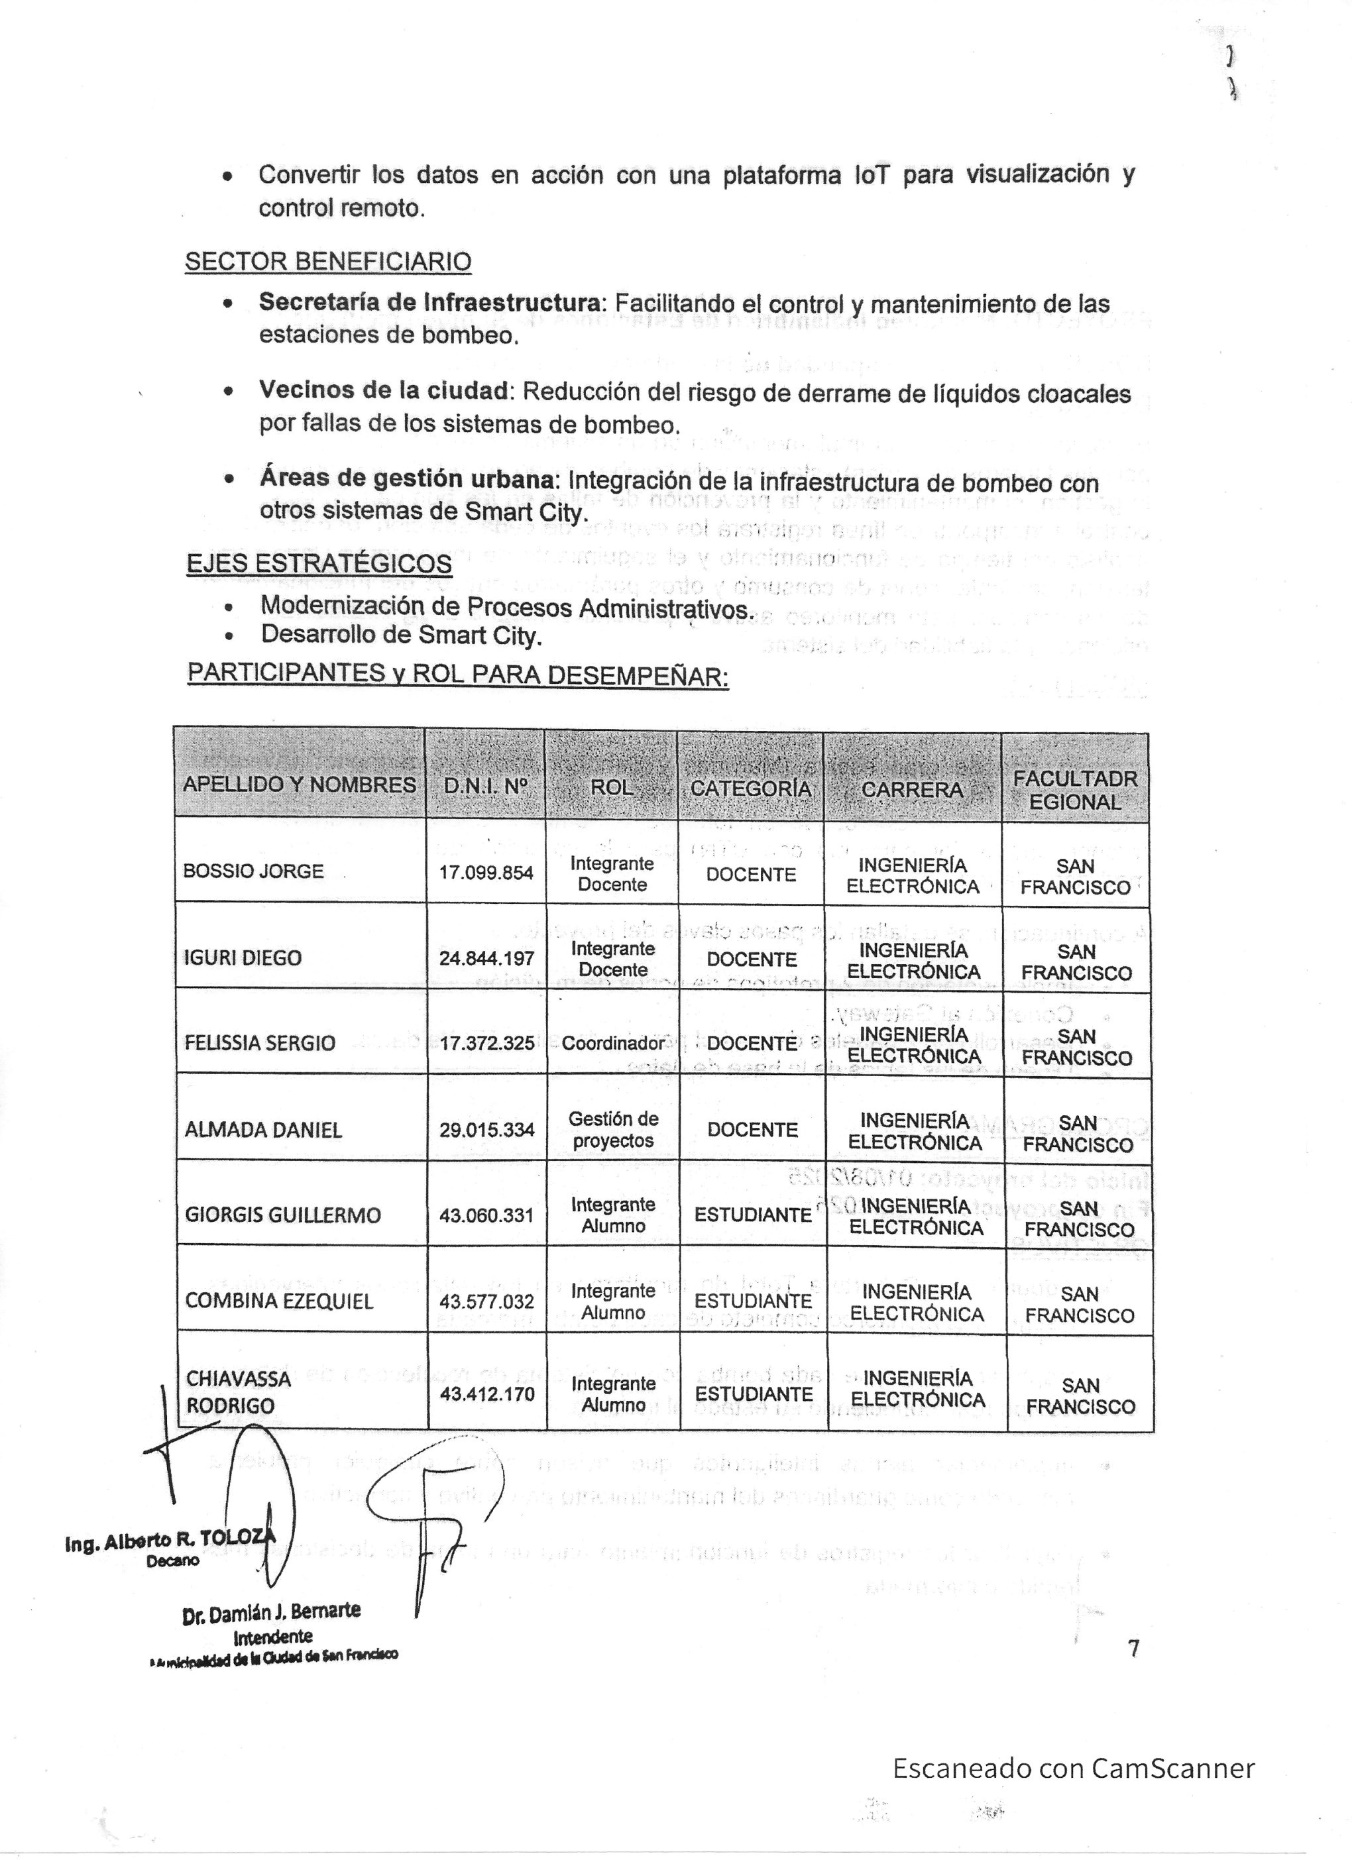 • Convertir los datos en acción con una plataforma IoT para visualización y
control remoto.
SECTOR BENEFICIARIO
• Secretaría de Infraestructura: Facilitando el control y mantenimiento de las
estaciones de bombeo.
• Vecinos de la ciudad: Reducción del riesgo de derrame de líquidos cloacales
por fallas de los sistemas de bombeo.
• Áreas de gestión urbana: Integración de la infraestructura de bombeo con
otros sistemas de Smart City.
EJES ESTRATÉGICOS
• Modernización de Procesos Administrativos.
• Desarrollo de Smart City.
PARTICIPANTES y ROL PARA DESEMPEÑAR:
APELLIDO Y NOMBRES D.N.I. Nº ROL CATEGORÍA CARRERA FACULTADR
EGIONAL
BOSSIO JORGE 17.099.854 Integrante Docente DOCENTE INGENIERÍA ELECTRÓNICA SAN FRANCISCO
IGURI DIEGO 24.844.197 Integrante Docente DOCENTE INGENIERÍA ELECTRÓNICA SAN FRANCISCO
FELISSIA SERGIO 17.372.325 Coordinador DOCENTE INGENIERÍA ELECTRÓNICA SAN FRANCISCO
ALMADA DANIEL 29.015.334 Gestión de proyectos DOCENTE INGENIERÍA ELECTRÓNICA SAN FRANCISCO
GIORGIS GUILLERMO 43.060.331 Integrante Alumno ESTUDIANTE INGENIERÍA ELECTRÓNICA SAN FRANCISCO
COMBINA EZEQUIEL 43.577.032 Integrante Alumno ESTUDIANTE INGENIERÍA ELECTRÓNICA SAN FRANCISCO
CHIAVASSA RODRIGO 43.412.170 Integrante Alumno ESTUDIANTE INGENIERÍA ELECTRÓNICA SAN FRANCISCO
Ing. Alberto R. TOLOZA
Decano
Dr. Damián J. Bernarte
Intendente
Municipalidad de la Ciudad de San Francisco
7
Escaneado con CamScanner